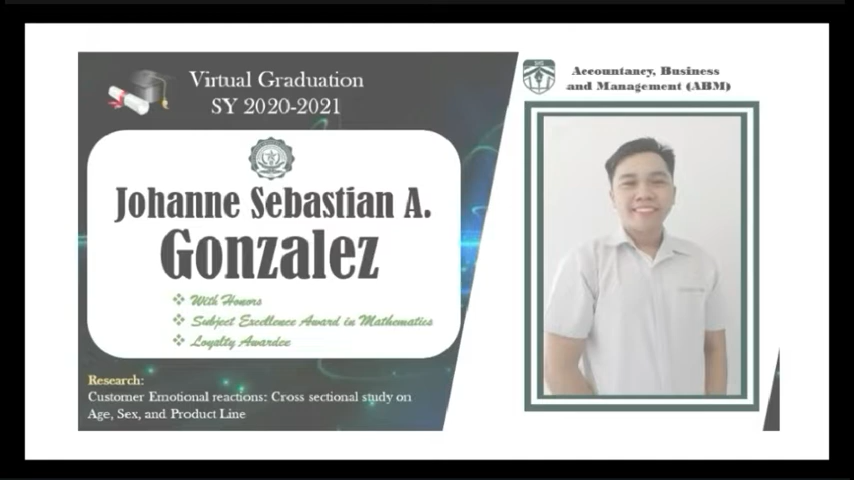 Virtual Graduation
SY 2020-2021
Johanne Sebastian A.
Gonzalez
With Honors
Subject Excellence Award in Mathematics
Loyalty Awardee
Research:
Customer Emotional reactions: Cross sectional study on
Age, Sex, and Product Line
SHS
Accountancy, Business
and Management (ABM)